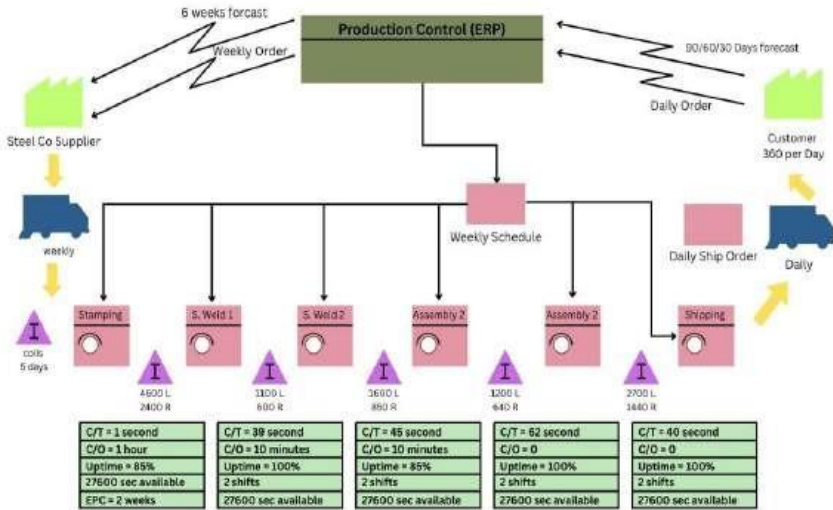 6 weeks forcast
Production Control (ERP)
Weekly Order
90/60/30 Days forecast
Daily Order
Steel Co Supplier
Customer
360 per Day
weekly
Weekly Schedule
Daily Ship Order
Daily
Stamping
S. Weld 1
S. Weld 2
Assembly 2
Assembly 2
Shipping
I
coils
5 days
I
4600 L
2400 R
I
1100 L
600 R
I
1600 L
850 R
I
1200 L
640 R
I
2700 L
1440 R
C/T = 1 second
C/O = 1 hour
Uptime = 85%
27600 sec available
EPC = 2 weeks
C/T = 39 second
C/O = 10 minutes
Uptime = 100%
2 shifts
27600 sec available
C/T = 45 second
C/O = 10 minutes
Uptime = 85%
2 shifts
27600 sec available
C/T = 62 second
C/O = 0
Uptime = 100%
2 shifts
27600 sec available
C/T = 40 second
C/O = 0
Uptime = 100%
2 shifts
27600 sec available